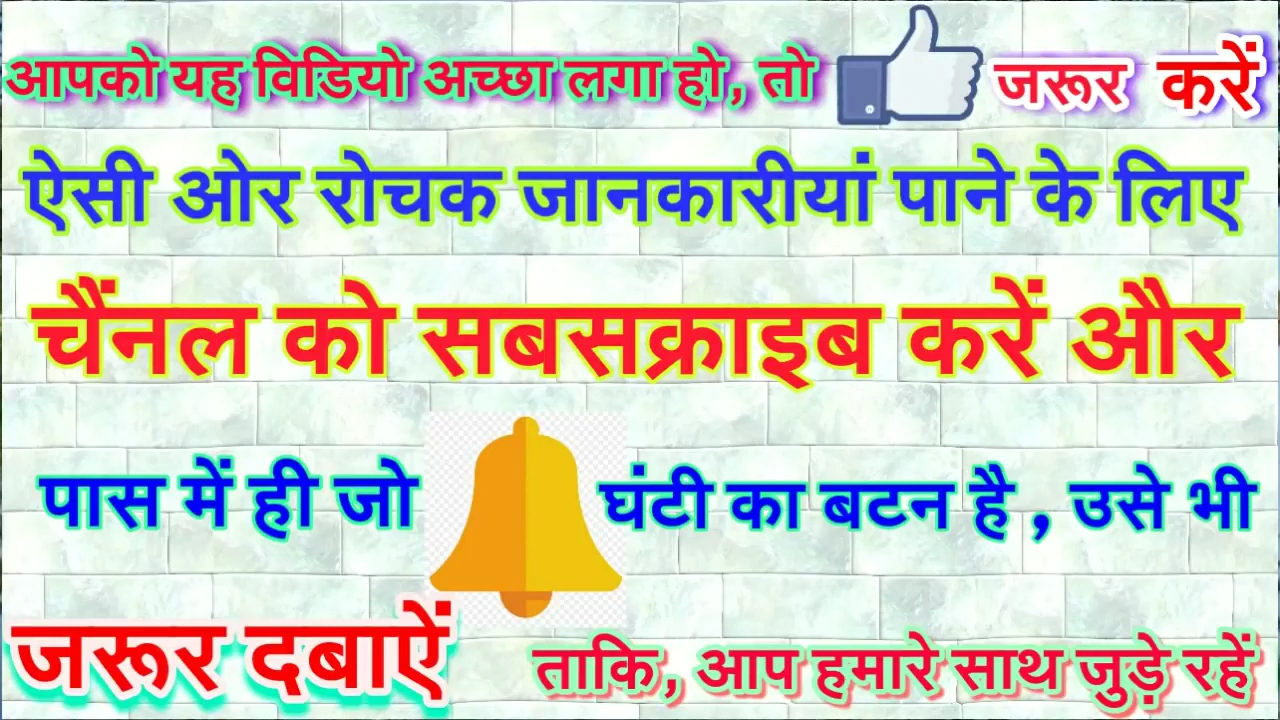 आपको यह विडियो अच्छा लगा हो, तो जरूर करें
ऐसी ओर रोचक जानकारीयां पाने के लिए
चैंनल को सबसक्राइब करें और
पास में ही जो घंटी का बटन है , उसे भी
जरूर दबाऐं ताकि, आप हमारे साथ जुड़े रहें